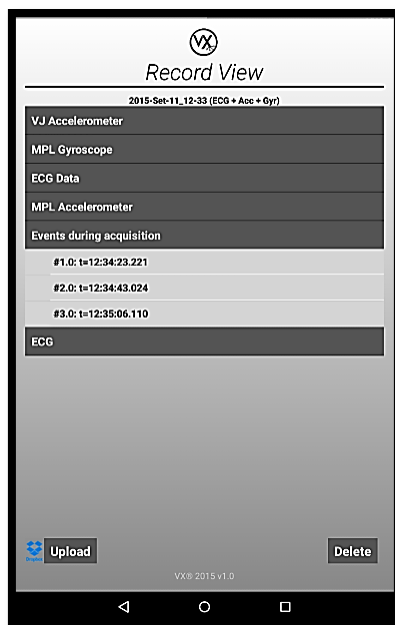 VX
Record View
2015-Set-11_12-33 (ECG + Acc + Gyr)
VJ Accelerometer
MPL Gyroscope
ECG Data
MPL Accelerometer
Events during acquisition
#1.0: t=12:34:23.221
#2.0: t=12:34:43.024
#3.0: t=12:35:06.110
ECG
Dropbox
Upload
Delete
VX® 2015 v1.0